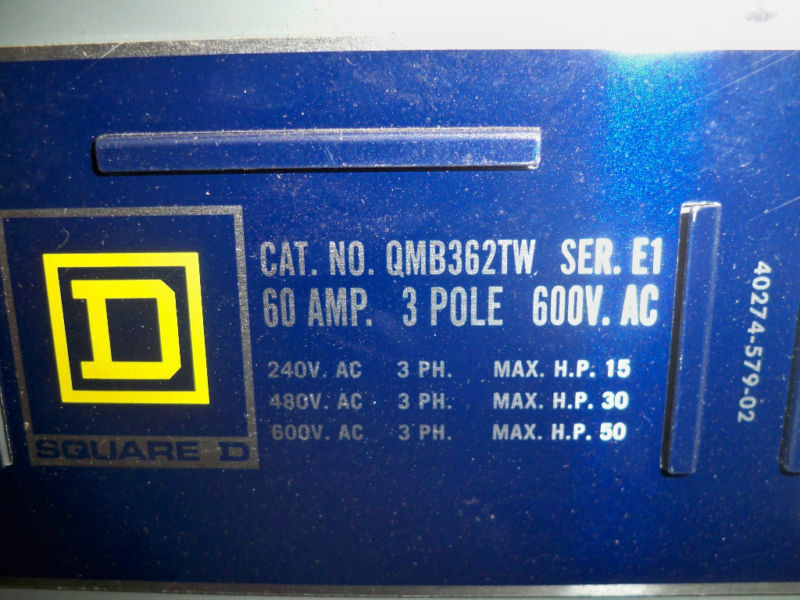 D
SQUARE D
CAT. NO. QMB362TW SER. E1
60 AMP. 3 POLE 600V. AC
240V. AC 3 PH. MAX. H.P. 15
480V. AC 3 PH. MAX. H.P. 30
600V. AC 3 PH. MAX. H.P. 50
40274-579-02